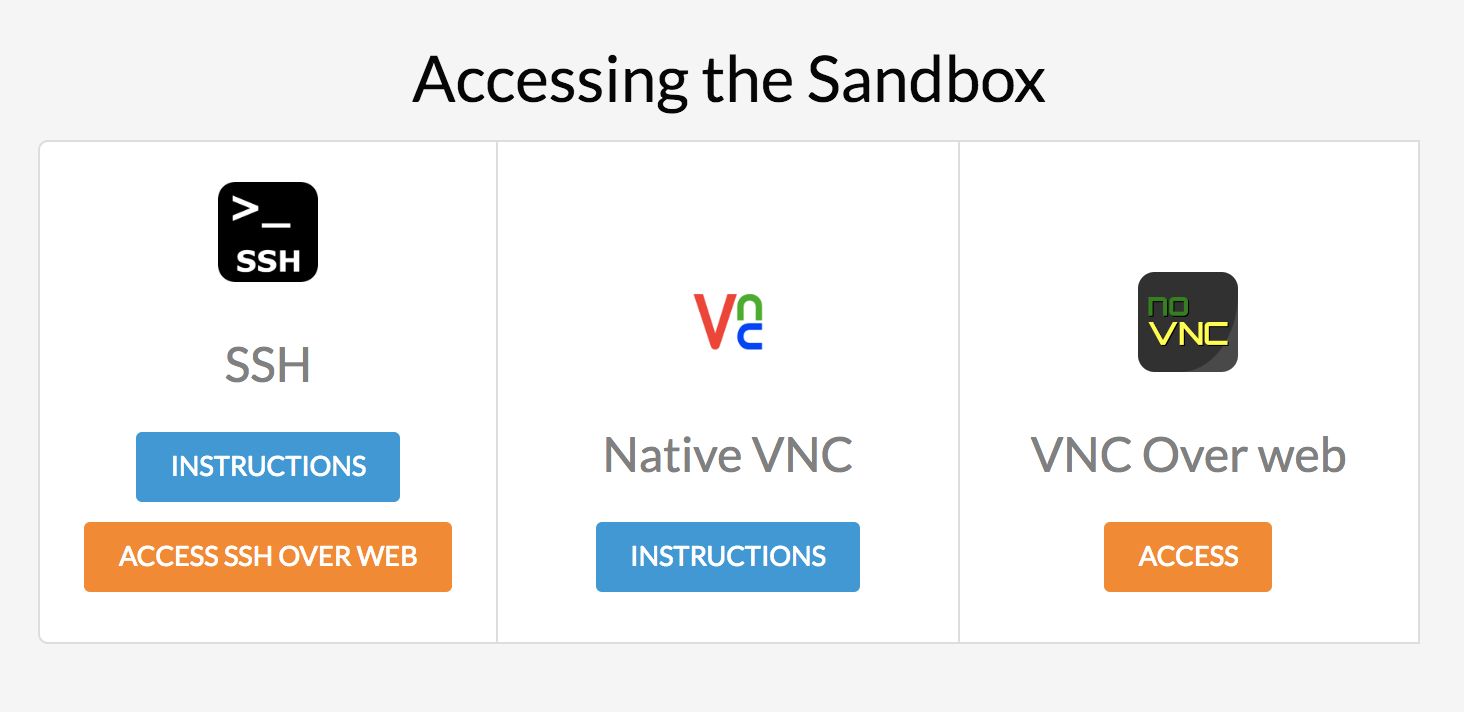 Accessing the Sandbox
>_
SSH
SSH
INSTRUCTIONS
ACCESS SSH OVER WEB
Vnc
Native VNC
INSTRUCTIONS
no
VNC
VNC Over web
ACCESS